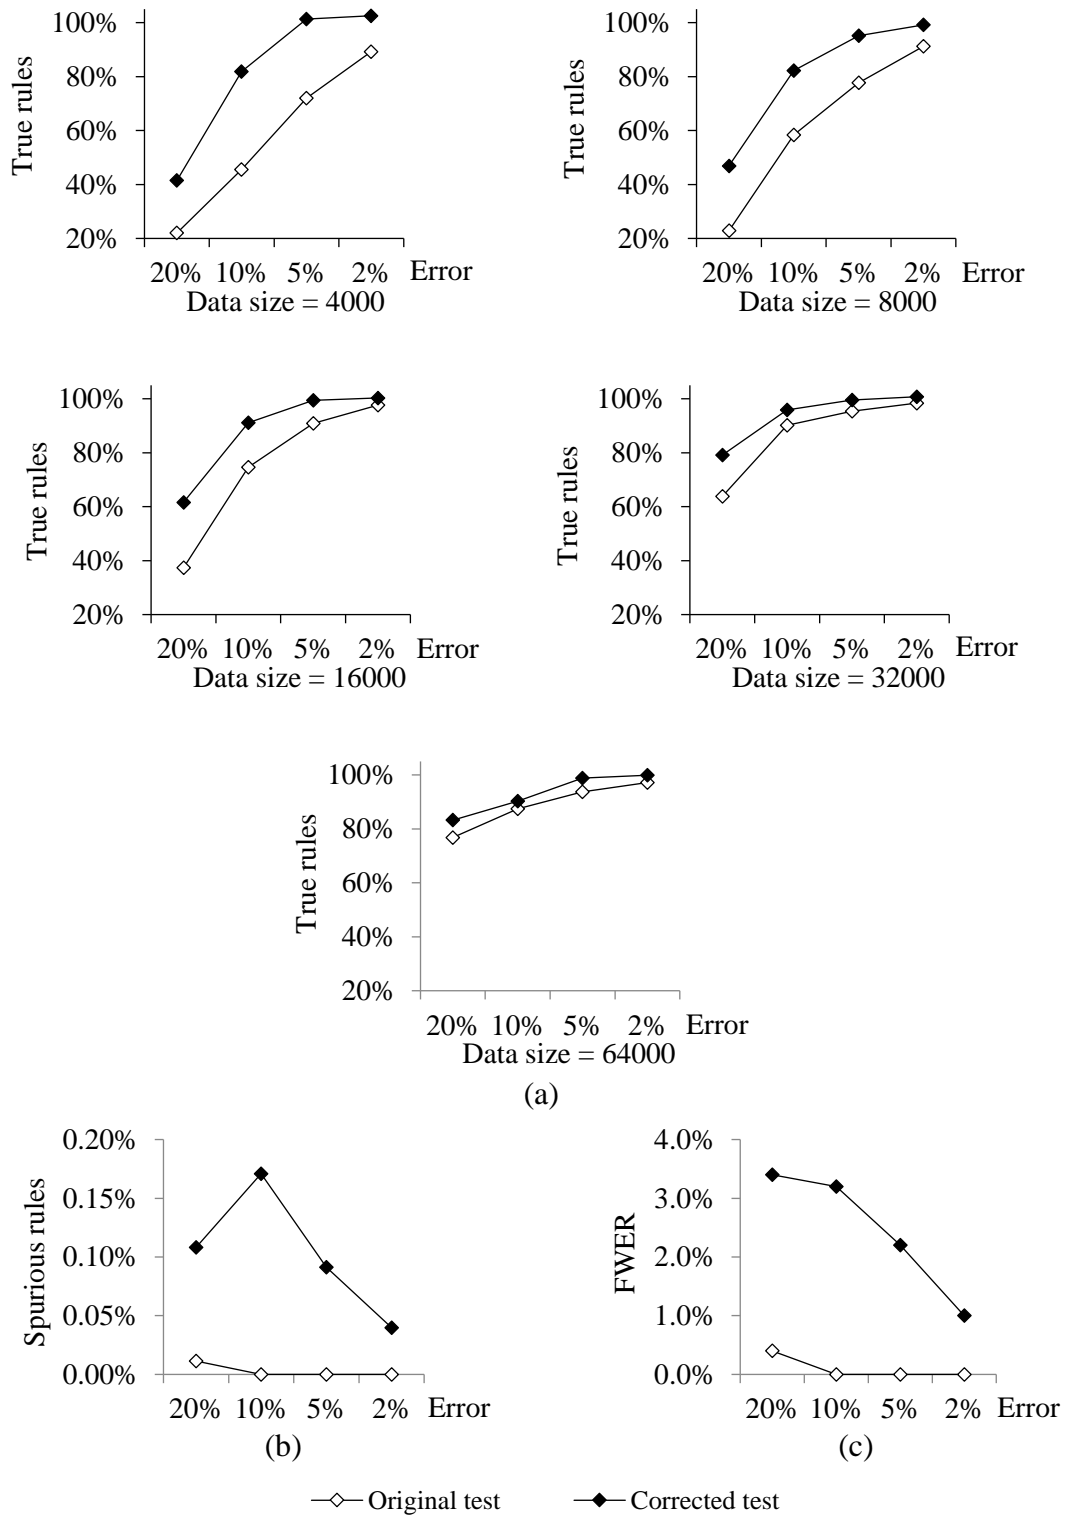 100%
80%
60%
40%
20%
True rules
20% 10% 5% 2% Error
Data size = 4000
100%
80%
60%
40%
20%
True rules
20% 10% 5% 2% Error
Data size = 8000
100%
80%
60%
40%
20%
True rules
20% 10% 5% 2% Error
Data size = 16000
100%
80%
60%
40%
20%
True rules
20% 10% 5% 2% Error
Data size = 32000
100%
80%
60%
40%
20%
True rules
20% 10% 5% 2% Error
Data size = 64000
(a)
0.20%
0.15%
0.10%
0.05%
0.00%
Spurious rules
20% 10% 5% 2% Error
(b)
4.0%
3.0%
2.0%
1.0%
0.0%
FWER
20% 10% 5% 2% Error
(c)
Original test Corrected test